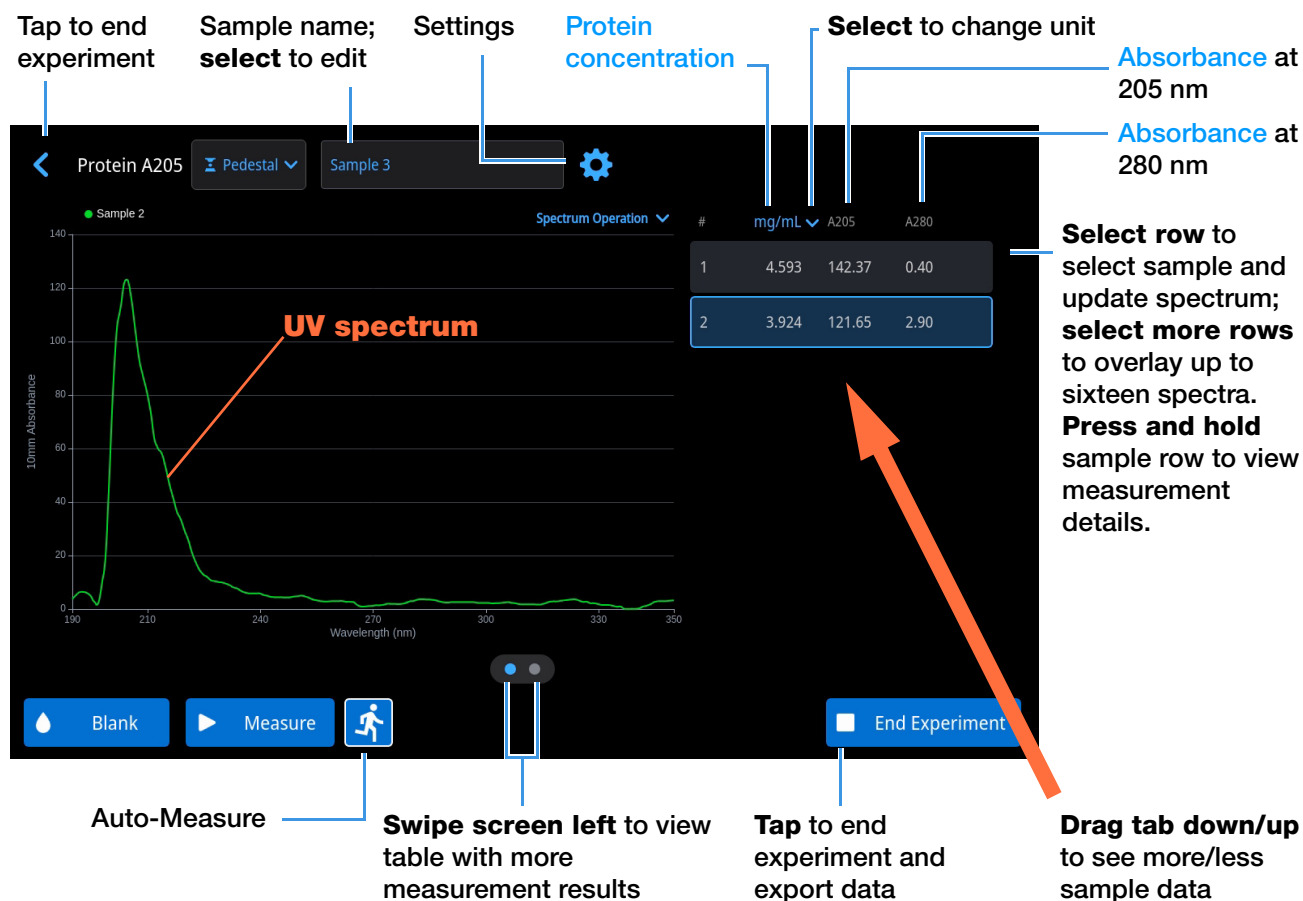 Tap to end
experiment
Sample name;
select to edit
Settings
Protein
concentration
Select to change unit
Absorbance at
205 nm
Absorbance at
280 nm
Protein A205
Pedestal
Sample 3
Sample 2
Spectrum Operation
# mg/mL A205 A280
1 4.593 142.37 0.40
2 3.924 121.65 2.90
UV spectrum
140
120
100
80
60
40
20
0
10mm Absorbance
190 210 240 270 300 330 350
Wavelength (nm)
Select row to
select sample and
update spectrum;
select more rows
to overlay up to
sixteen spectra.
Press and hold
sample row to view
measurement
details.
Blank
Measure
End Experiment
Auto-Measure
Swipe screen left to view
table with more
measurement results
Tap to end
experiment and
export data
Drag tab down/up
to see more/less
sample data